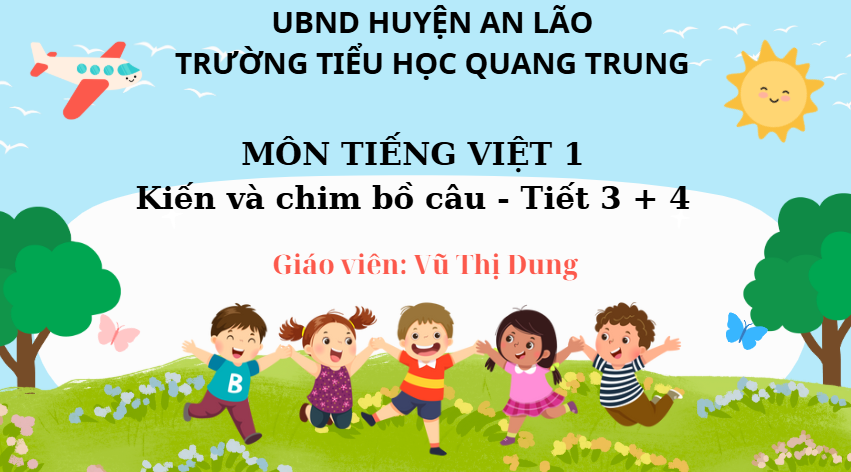 UBND HUYỆN AN LÃO
TRƯỜNG TIỂU HỌC QUANG TRUNG
MÔN TIẾNG VIỆT 1
Kiến và chim bồ câu - Tiết 3 + 4
Giáo viên: Vũ Thị Dung
B